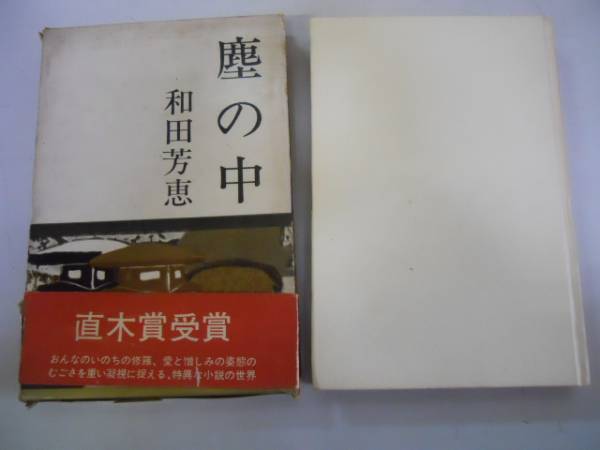 塵の中
和田芳恵
直木賞受賞
おんなのいのちの修羅、愛と憎しみの姿態の
むごさを重い凝視に捉える、特異な小説の世界